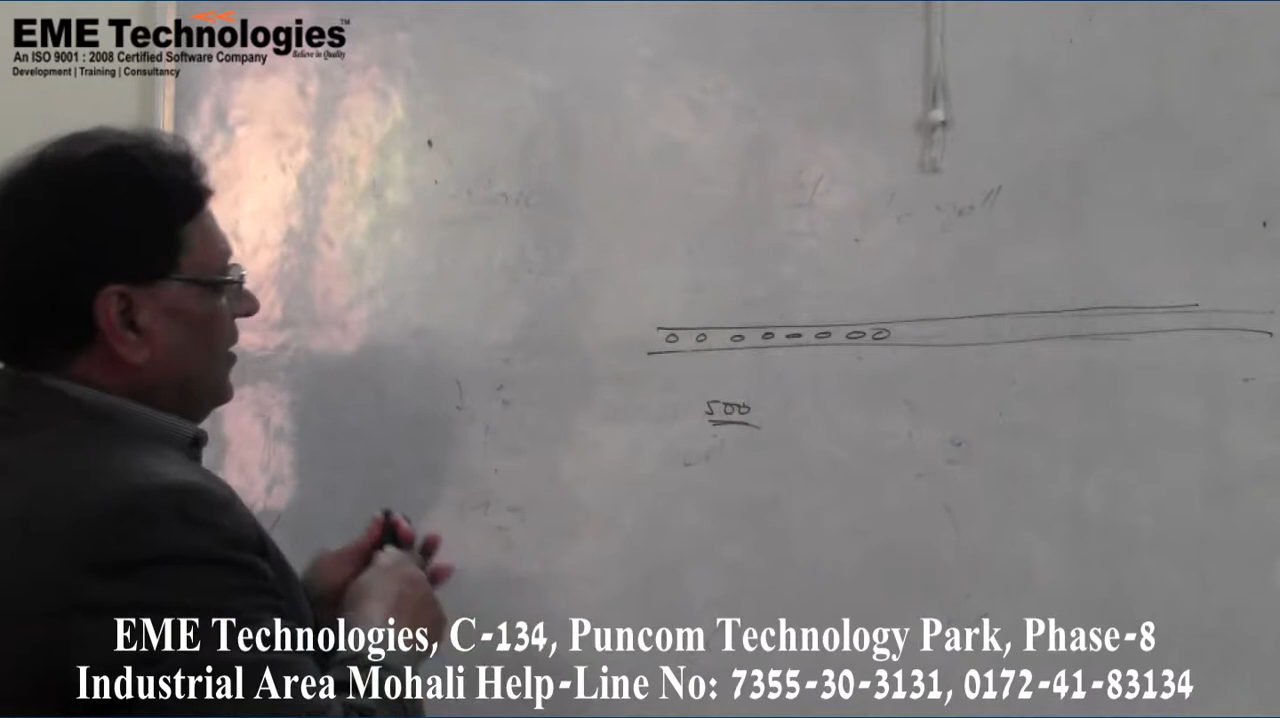 EME Technologies™
Believe in Quality
An ISO 9001 : 2008 Certified Software Company
Development | Training | Consultancy
500
EME Technologies, C-134, Puncom Technology Park, Phase-8
Industrial Area Mohali Help-Line No: 7355-30-3131, 0172-41-83134